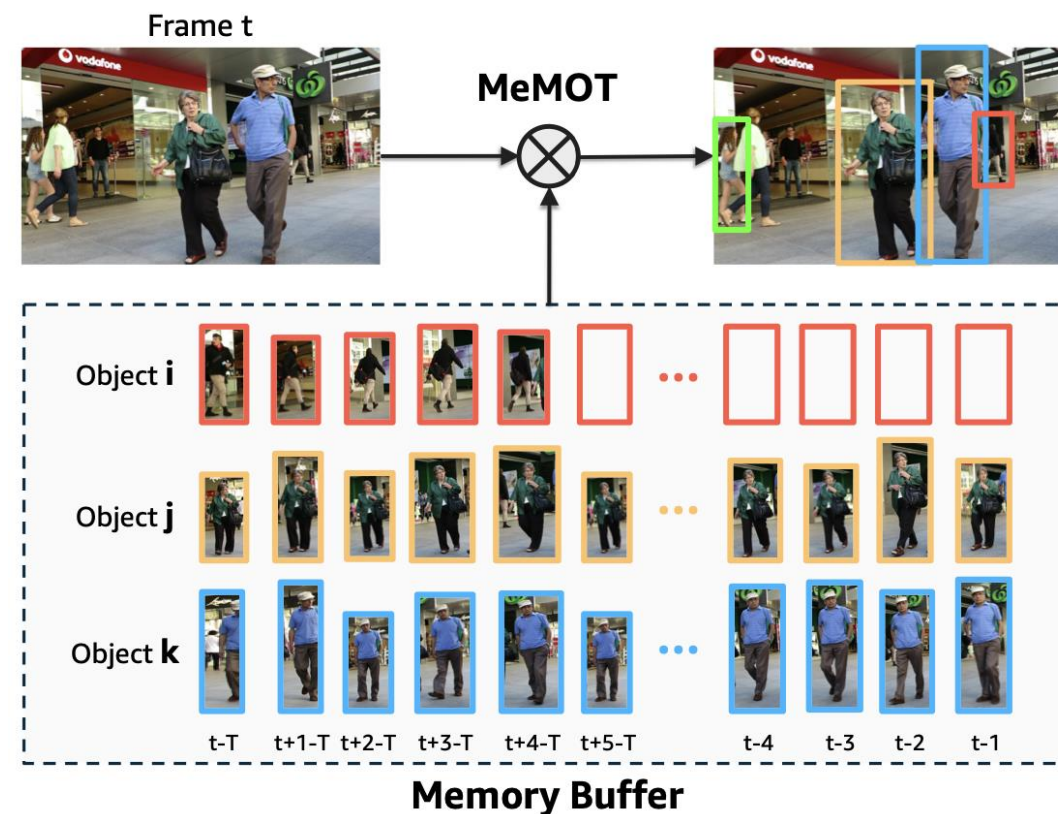 Frame t
vodafone
MeMOT
vodafone
Object i
...
Object j
...
Object k
...
t-T
t+1-T
t+2-T
t+3-T
t+4-T
t+5-T
t-4
t-3
t-2
t-1
Memory Buffer